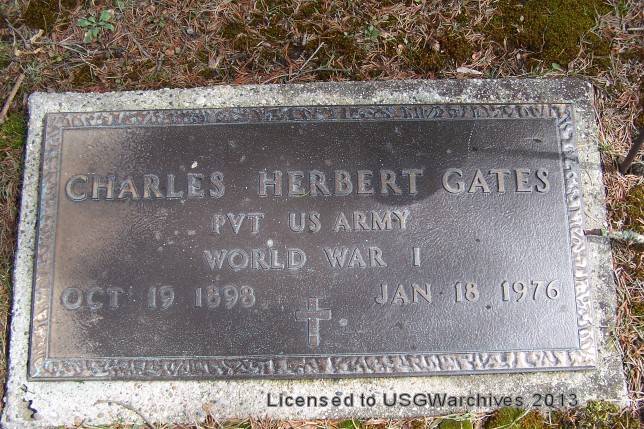 CHARLES HERBERT GATES
PVT US ARMY
WORLD WAR I
OCT 19 1898 JAN 18 1976
Licensed to USGWarchives 2013